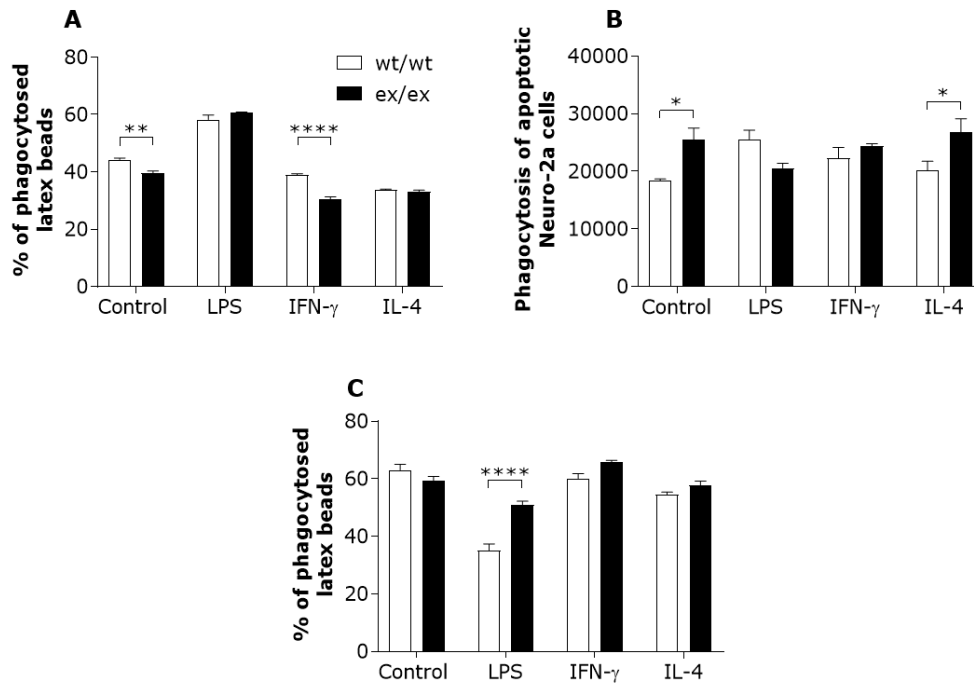 A
% of phagocytosed
latex beads
80
60
40
20
0
**
****
wt/wt
ex/ex
Control LPS IFN-γ IL-4
B
Phagocytosis of apoptotic
Neuro-2a cells
40000
30000
20000
10000
0
*
*
Control LPS IFN-γ IL-4
C
% of phagocytosed
latex beads
80
60
40
20
0
****
Control LPS IFN-γ IL-4